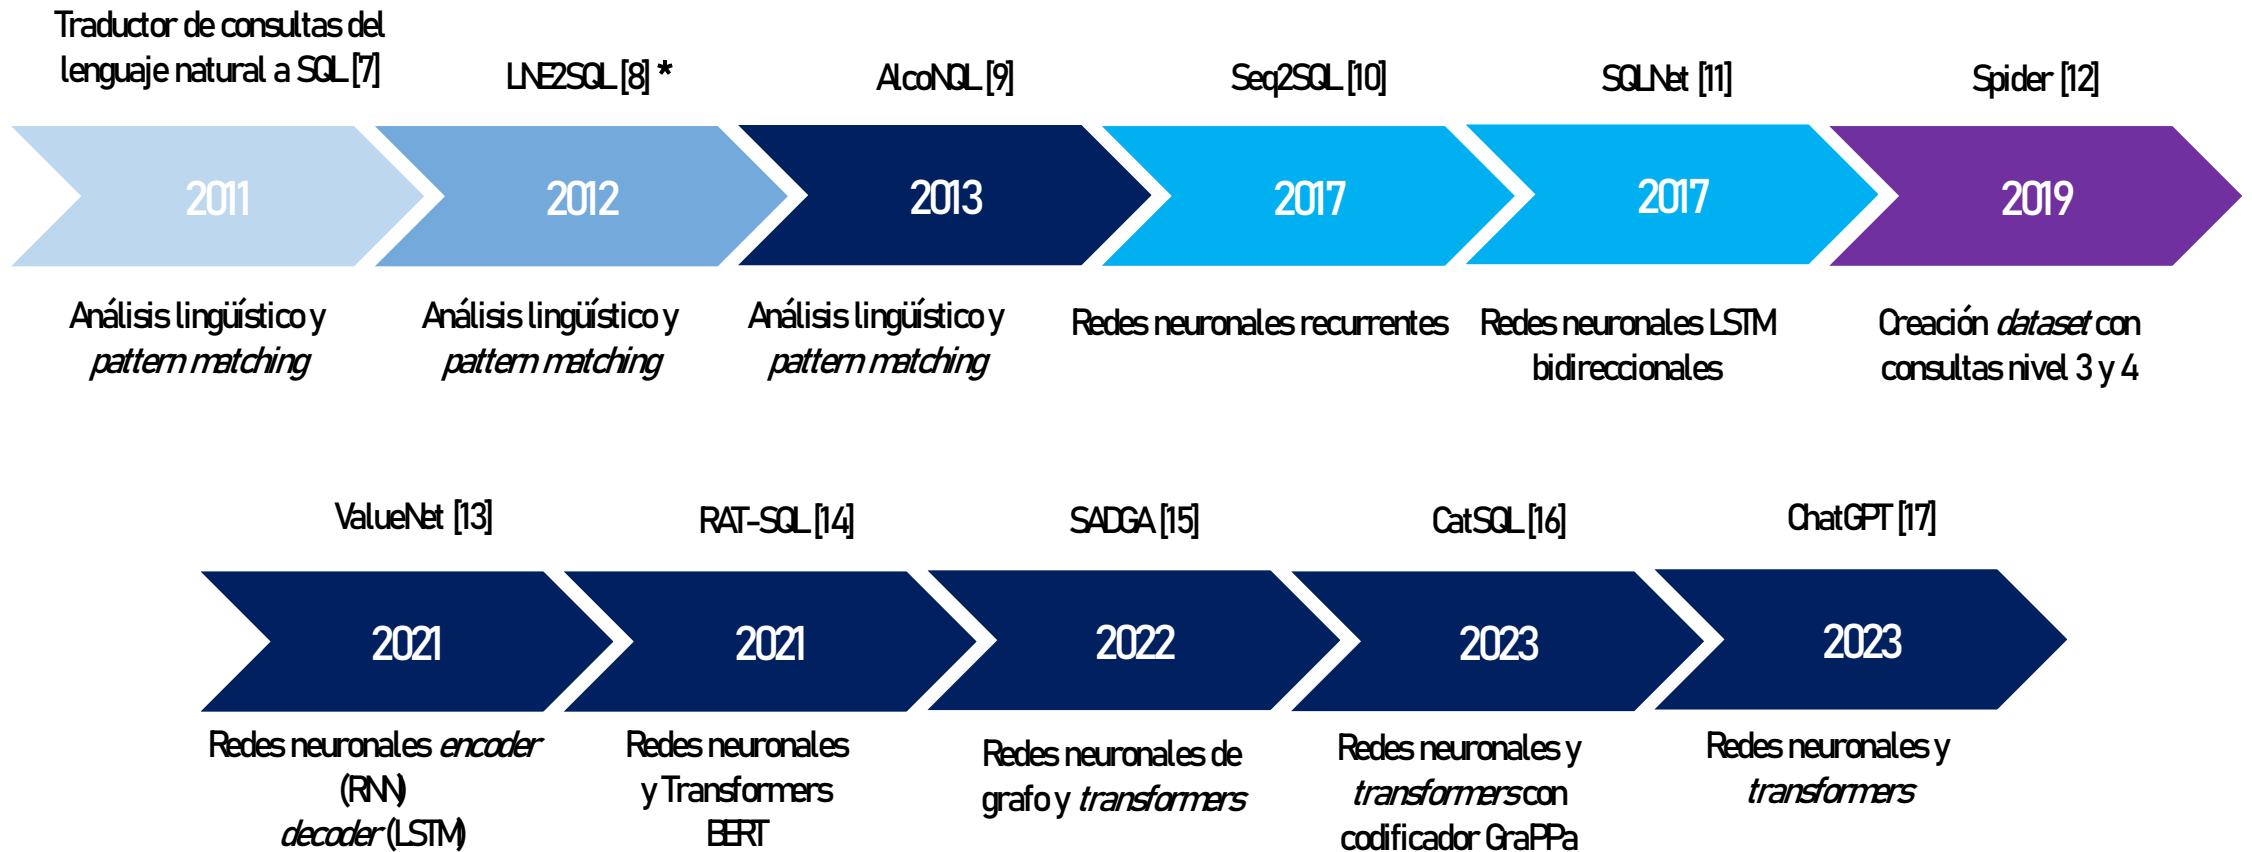 Traductor de consultas del
lenguaje natural a SQL [7]
LNE2SQL [8] *
AlcoNQL [9]
Seq2SQL [10]
SQLNet [11]
Spider [12]
2011
2012
2013
2017
2017
2019
Análisis lingüístico y
pattern matching
Análisis lingüístico y
pattern matching
Análisis lingüístico y
pattern matching
Redes neuronales recurrentes
Redes neuronales LSTM
bidireccionales
Creación dataset con
consultas nivel 3 y 4
ValueNet [13]
RAT-SQL [14]
SADGA [15]
CatSQL [16]
ChatGPT [17]
2021
2021
2022
2023
2023
Redes neuronales encoder
(RNN)
decoder (LSTM)
Redes neuronales
y Transformers
BERT
Redes neuronales de
grafo y transformers
Redes neuronales y
transformers con
codificador GraPPa
Redes neuronales y
transformers